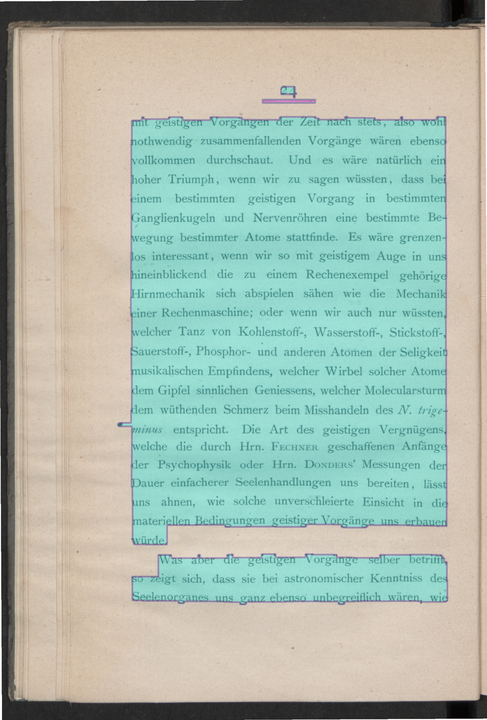 mit geistigen Vorgängen der Zeit nach stets, also wohl
nothwendig zusammenfallenden Vorgänge wären ebenso
vollkommen durchschaut. Und es wäre natürlich ein
hoher Triumph, wenn wir zu sagen wüssten, dass bei
einem bestimmten geistigen Vorgang in bestimmten
Ganglienkugeln und Nervenröhren eine bestimmte Be-
wegung bestimmter Atome stattfinde. Es wäre grenzen-
los interessant, wenn wir so mit geistigem Auge in uns
hineinblickend die zu einem Rechenexempel gehörige
Hirnmechanik sich abspielen sähen wie die Mechanik
einer Rechenmaschine; oder wenn wir auch nur wüssten,
welcher Tanz von Kohlenstoff-, Wasserstoff-, Stickstoff-,
Sauerstoff-, Phosphor- und anderen Atomen der Seligkeit
musikalischen Empfindens, welcher Wirbel solcher Atome
dem Gipfel sinnlichen Geniessens, welcher Molecularsturm
dem wüthenden Schmerz beim Misshandeln des N. trige-
minus entspricht. Die Art des geistigen Vergnügens,
welche die durch Hrn. FECHNER geschaffenen Anfänge
der Psychophysik oder Hrn. DONDERS' Messungen der
Dauer einfacherer Seelenhandlungen uns bereiten, lässt
uns ahnen, wie solche unverschleierte Einsicht in die
materiellen Bedingungen geistiger Vorgänge uns erbauen
würde.
Was aber die geistigen Vorgänge selber betrifft,
so zeigt sich, dass sie bei astronomischer Kenntniss des
Seelenorganes uns ganz ebenso unbegreiflich wären, wie